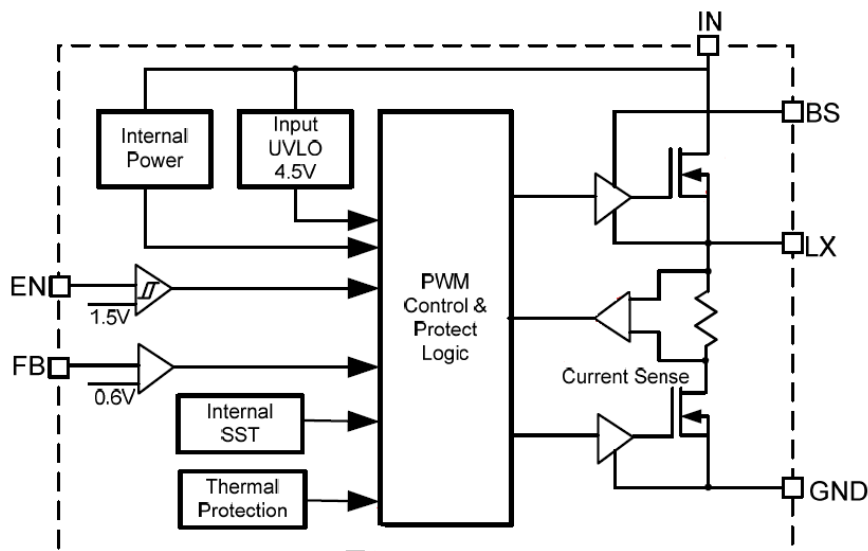 IN
BS
Internal
Power
Input
UVLO
4.5V
LX
EN
1.5V
PWM
Control &
Protect
Logic
FB
0.6V
Current Sense
Internal
SST
Thermal
Protection
GND